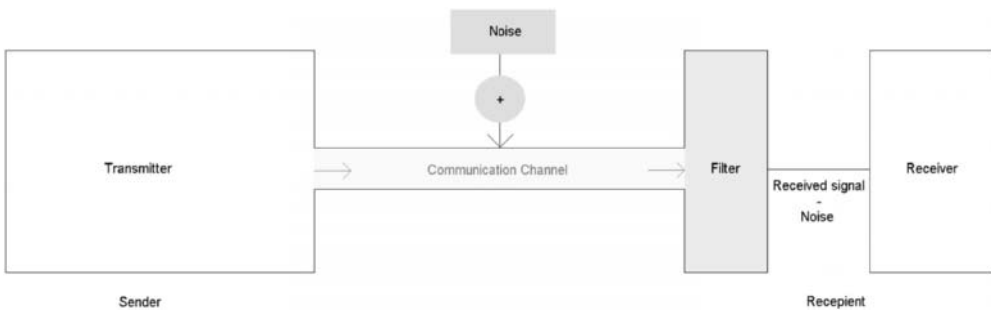 Noise
+
Transmitter
Communication Channel
Filter
Received signal
-
Noise
Receiver
Sender
Recepient